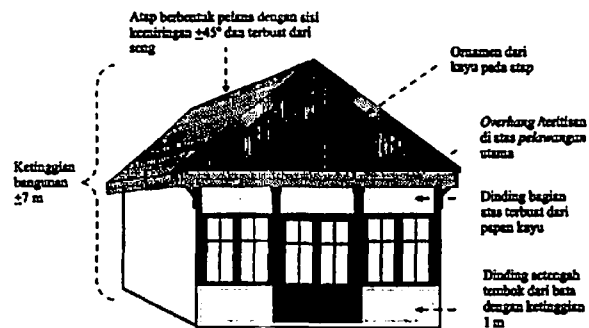 Atap berbentuk pelana dengan sisi
kemiringan ±45° dan terbuat dari
seng
Ornamen dari
kayu pada atap
Overhang /teritisan
di atas pekawangan
utama
Ketinggian
bangunan
±7 m
Dinding bagian
atas terbuat dari
papan kayu
Dinding setengah
tembok dari bata
dengan ketinggian
1 m